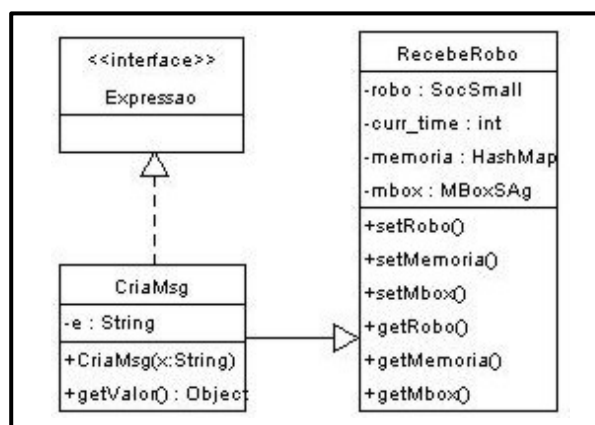 <<interface>>
Expressao
CriaMsg
-e : String
+CriaMsg(x:String)
+getValor() : Object
RecebeRobo
-robo : SocSmall
-curr_time : int
-memoria : HashMap
-mbox : MBoxSAg
+setRobo()
+setMemoria()
+setMbox()
+getRobo()
+getMemoria()
+getMbox()